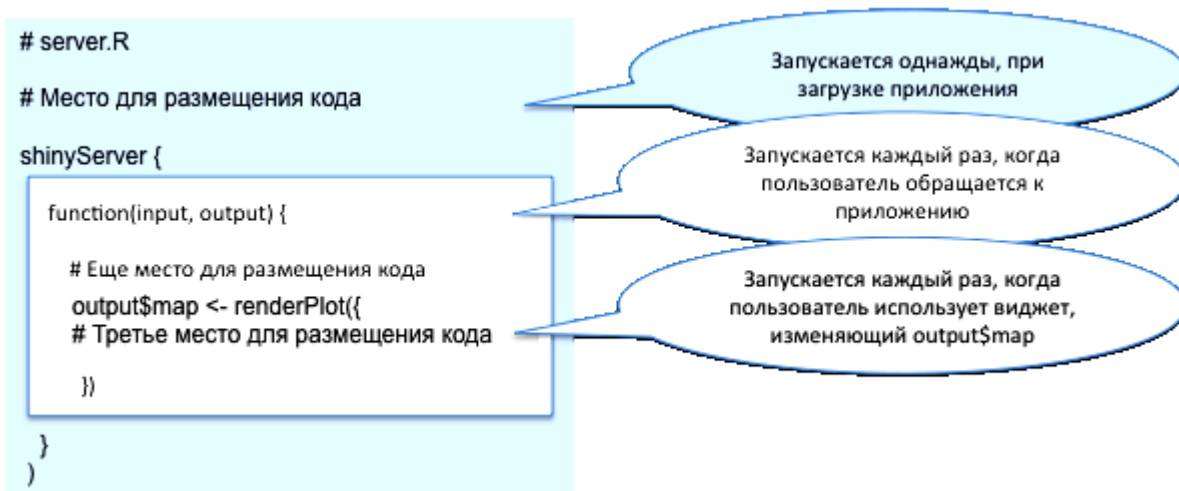 # server.R
# Место для размещения кода
shinyServer {
function(input, output) {
# Еще место для размещения кода
output$map <- renderPlot({
# Третье место для размещения кода
})
}
)
Запускается однажды, при
загрузке приложения
Запускается каждый раз, когда
пользователь обращается к
приложению
Запускается каждый раз, когда
пользователь использует виджет,
изменяющий output$map